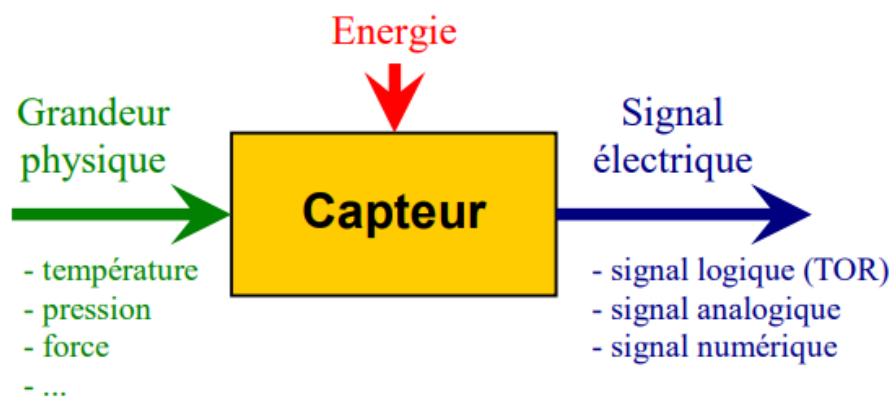 Energie
Grandeur
physique
Capteur
Signal
électrique
- température
- pression
- force
- ...
- signal logique (TOR)
- signal analogique
- signal numérique